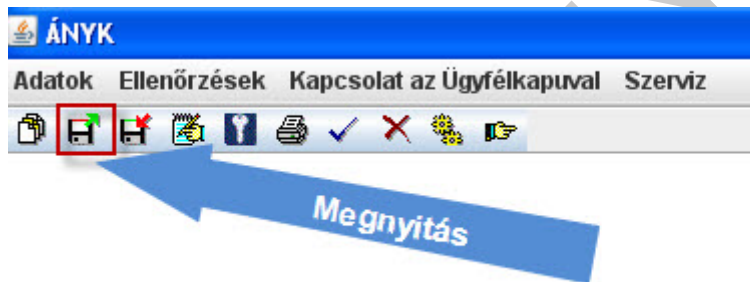 ÁNYK
Adatok Ellenőrzések Kapcsolat az Ügyfélkapuval Szerviz
Megnyitás